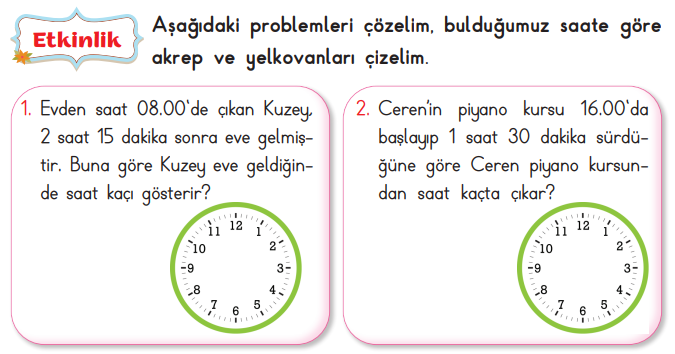 Etkinlik
Aşağıdaki problemleri çözelim, bulduğumuz saate göre
akrep ve yelkovanları çizelim.
1. Evden saat 08.00'de çıkan Kuzey,
2 saat 15 dakika sonra eve gelmiş-
tir. Buna göre Kuzey eve geldiğin-
de saat kaçı gösterir?
12
1
2
3
4
5
6
7
8
9
10
11
2. Ceren'in piyano kursu 16.00'da
başlayıp 1 saat 30 dakika sürdü-
ğüne göre Ceren piyano kursun-
dan saat kaçta çıkar?
12
1
2
3
4
5
6
7
8
9
10
11